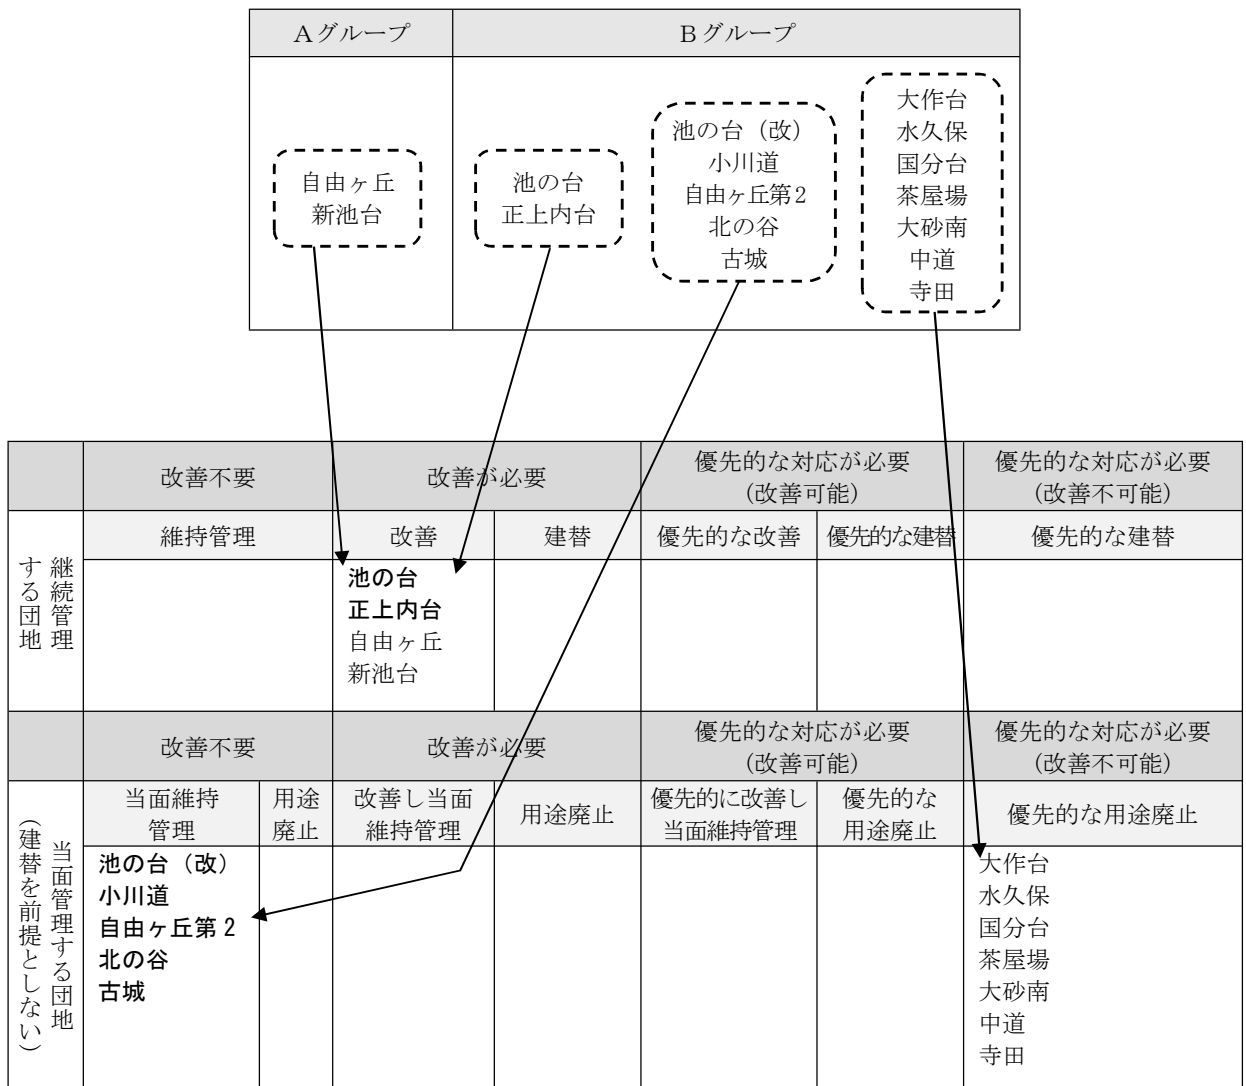 Aグループ
Bグループ
自由ヶ丘
新池台
池の台
正上内台
池の台（改）
小川道
自由ヶ丘第2
北の谷
古城
大作台
水久保
国分台
茶屋場
大砂南
中道
寺田
改善不要
改善が必要
優先的な対応が必要
（改善可能）
優先的な対応が必要
（改善不可能）
継続管理
する団地
維持管理
改善
建替
優先的な改善
優先的な建替
優先的な建替
池の台
正上内台
自由ヶ丘
新池台
改善不要
改善が必要
優先的な対応が必要
（改善可能）
優先的な対応が必要
（改善不可能）
当面管理する団地
（建替を前提としない）
当面維持
管理
用途
廃止
改善し当面
維持管理
用途廃止
優先的に改善し
当面維持管理
優先的な
用途廃止
優先的な用途廃止
池の台（改）
小川道
自由ヶ丘第2
北の谷
古城
大作台
水久保
国分台
茶屋場
大砂南
中道
寺田